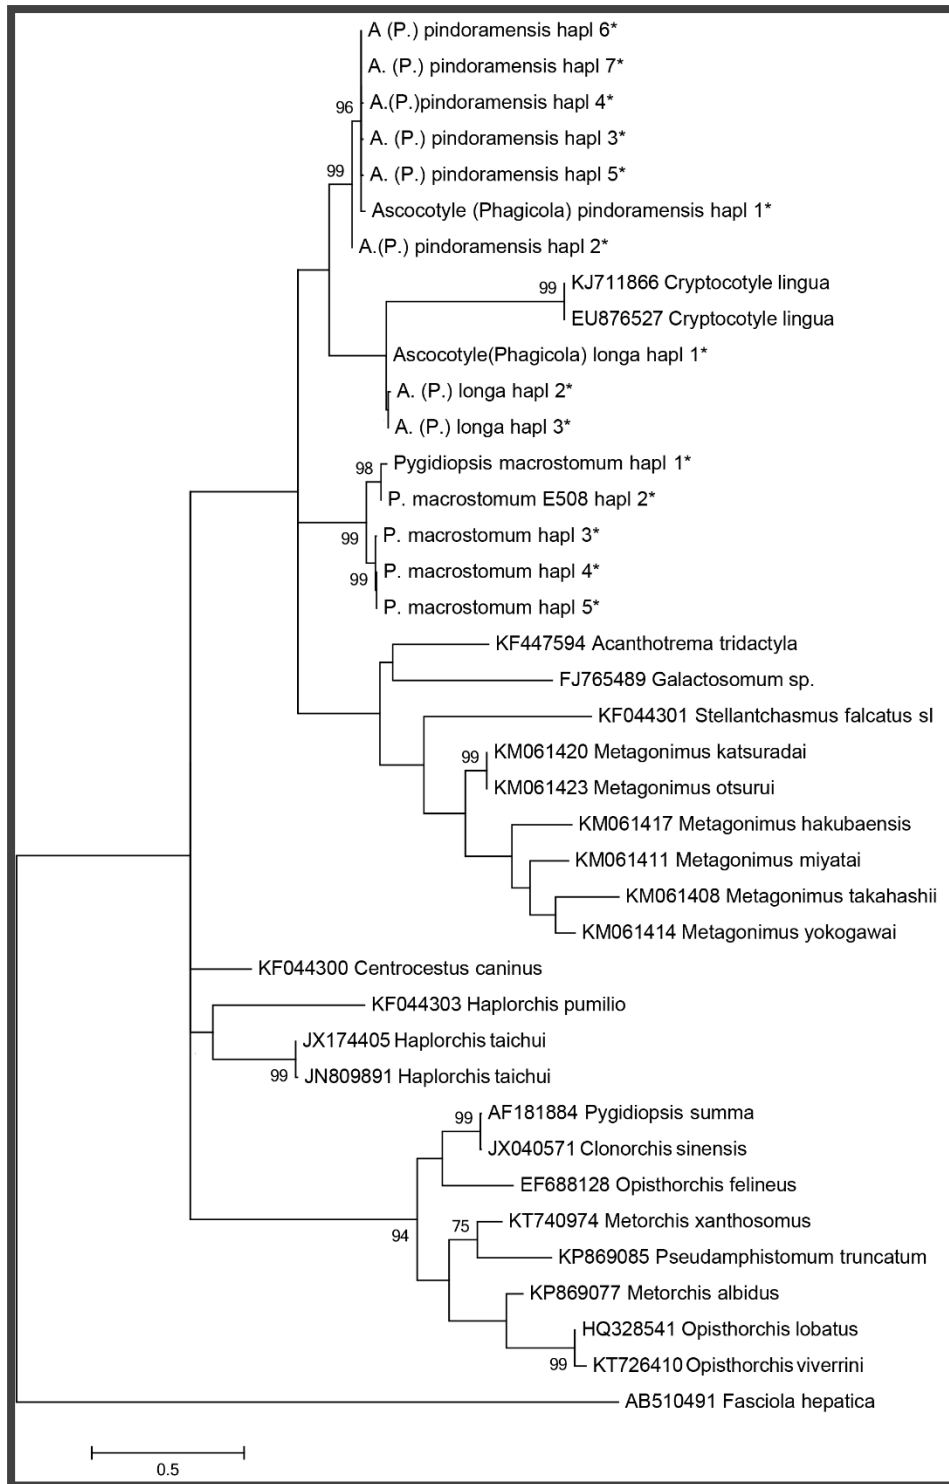 A (P.) pindoramensis hapl 6*
A. (P.) pindoramensis hapl 7*
96
A.(P.)pindoramensis hapl 4*
A. (P.) pindoramensis hapl 3*
99
A. (P.) pindoramensis hapl 5*
Ascocotyle (Phagicola) pindoramensis hapl 1*
A.(P.) pindoramensis hapl 2*
99
KJ711866 Cryptocotyle lingua
EU876527 Cryptocotyle lingua
Ascocotyle(Phagicola) longa hapl 1*
A. (P.) longa hapl 2*
A. (P.) longa hapl 3*
98
Pygidiopsis macrostomum hapl 1*
P. macrostomum E508 hapl 2*
99
P. macrostomum hapl 3*
99
P. macrostomum hapl 4*
P. macrostomum hapl 5*
KF447594 Acanthotrema tridactyla
FJ765489 Galactosomum sp.
KF044301 Stellantchasmus falcatus sl
99
KM061420 Metagonimus katsuradai
KM061423 Metagonimus otsurui
KM061417 Metagonimus hakubaensis
KM061411 Metagonimus miyatai
KM061408 Metagonimus takahashii
KM061414 Metagonimus yokogawai
KF044300 Centrocestus caninus
KF044303 Haplorchis pumilio
JX174405 Haplorchis taichui
99
JN809891 Haplorchis taichui
99
AF181884 Pygidiopsis summa
JX040571 Clonorchis sinensis
EF688128 Opisthorchis felineus
94
75
KT740974 Metorchis xanthosomus
KP869085 Pseudamphistomum truncatum
KP869077 Metorchis albidus
HQ328541 Opisthorchis lobatus
99
KT726410 Opisthorchis viverrini
AB510491 Fasciola hepatica
0.5